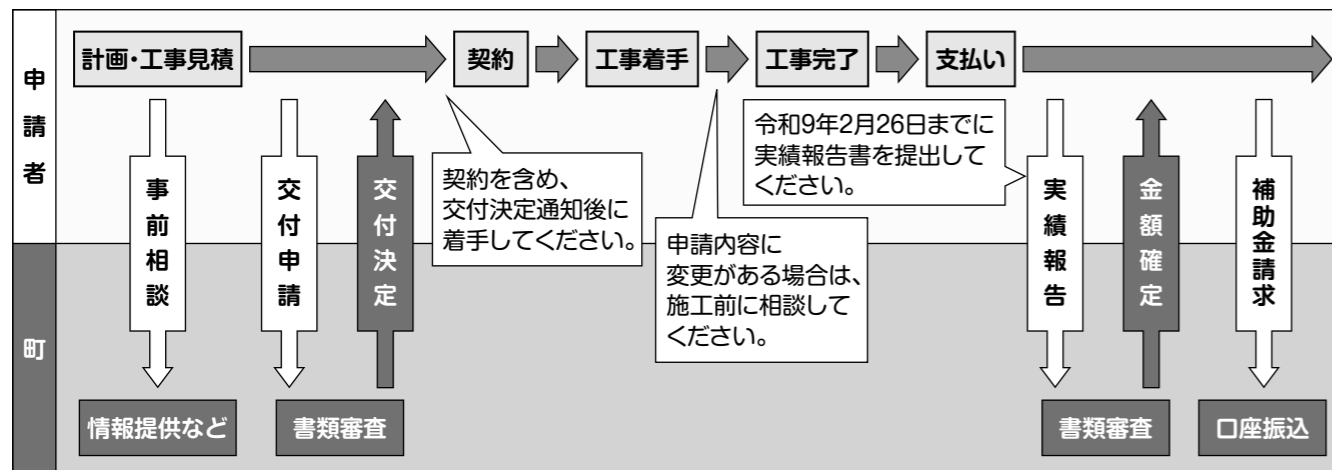 申請者
計画・工事見積
契約
工事着手
工事完了
支払い
事前相談
交付申請
交付決定
契約を含め、
交付決定通知後に
着手してください。
申請内容に
変更がある場合は、
施工前に相談して
ください。
令和9年2月26日までに
実績報告書を提出して
ください。
実績報告
金額確定
補助金請求
町
情報提供など
書類審査
書類審査
口座振込